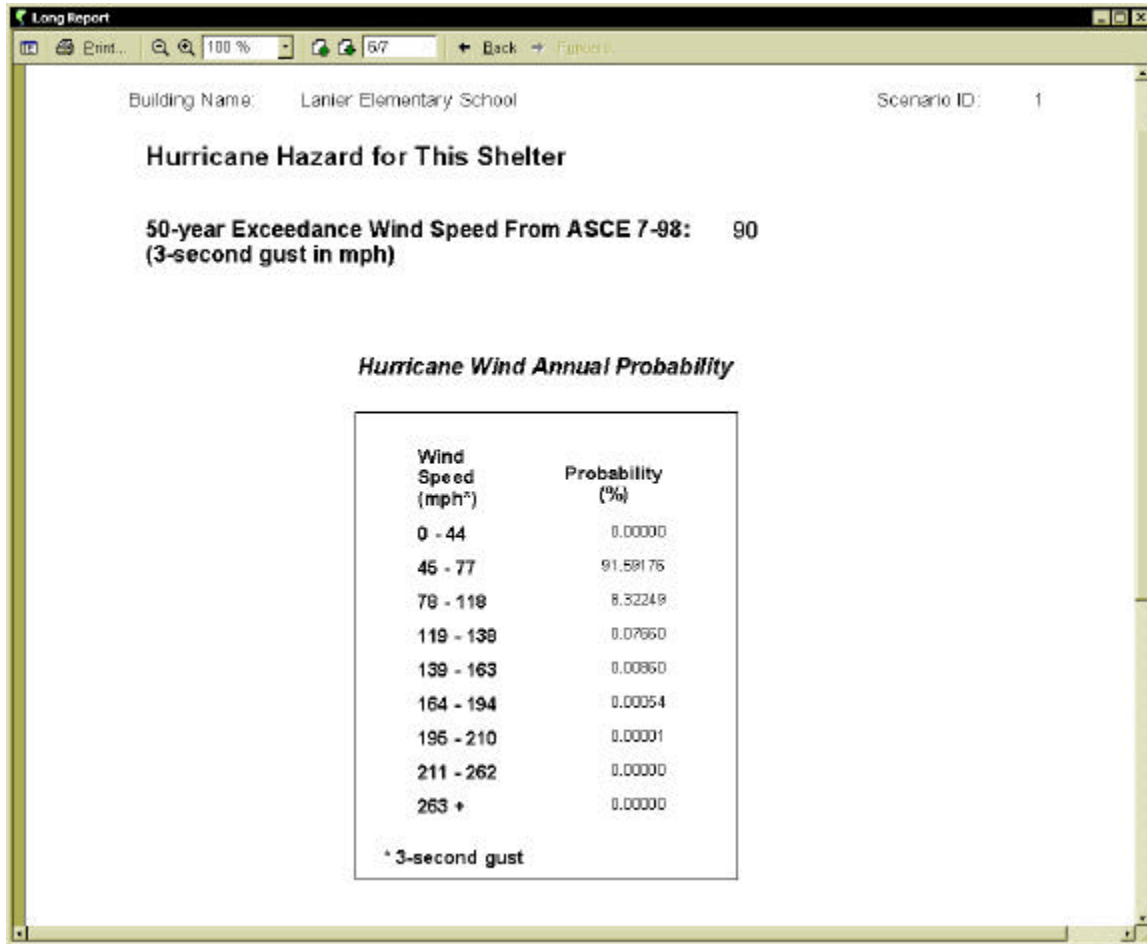 Long Report
Print... 100 % 6/7 Back Forward
Building Name: Lanier Elementary School Scenario ID: 1
Hurricane Hazard for This Shelter
50-year Exceedance Wind Speed From ASCE 7-98: 90
(3-second gust in mph)
Hurricane Wind Annual Probability
Wind
Speed
(mph*)
Probability
(%)
0 - 44 0.00000
45 - 77 91.59176
78 - 118 8.32249
119 - 138 0.07660
139 - 163 0.00860
164 - 194 0.00054
195 - 210 0.00001
211 - 262 0.00000
263 + 0.00000
* 3-second gust